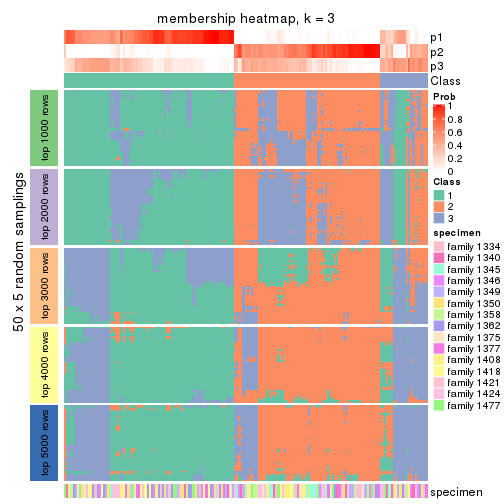 membership heatmap, k = 3
p1
p2
p3
Class
50 x 5 random samplings
top 1000 rows
top 2000 rows
top 3000 rows
top 4000 rows
top 5000 rows
specimen
Prob
1
0.8
0.6
0.4
0.2
0
Class
1
2
3
specimen
family 1334
family 1340
family 1345
family 1346
family 1349
family 1350
family 1358
family 1362
family 1375
family 1377
family 1408
family 1418
family 1421
family 1424
family 1477